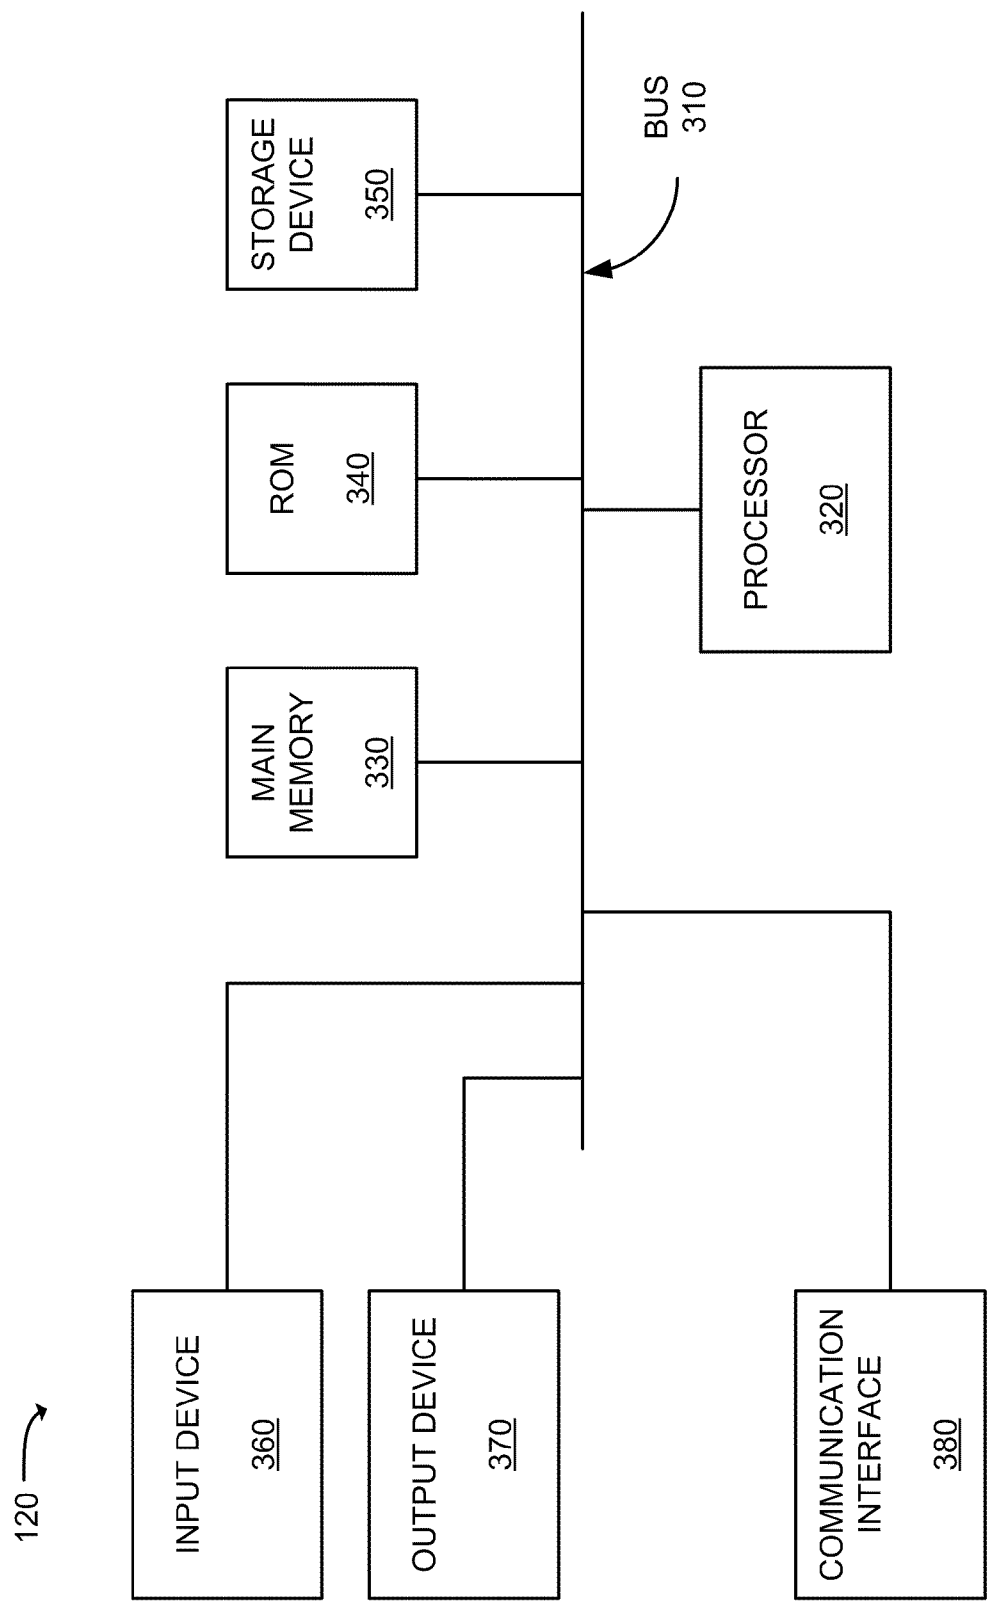 120
INPUT DEVICE
360
OUTPUT DEVICE
370
COMMUNICATION
INTERFACE
380
MAIN
MEMORY
330
ROM
340
STORAGE
DEVICE
350
PROCESSOR
320
BUS
310